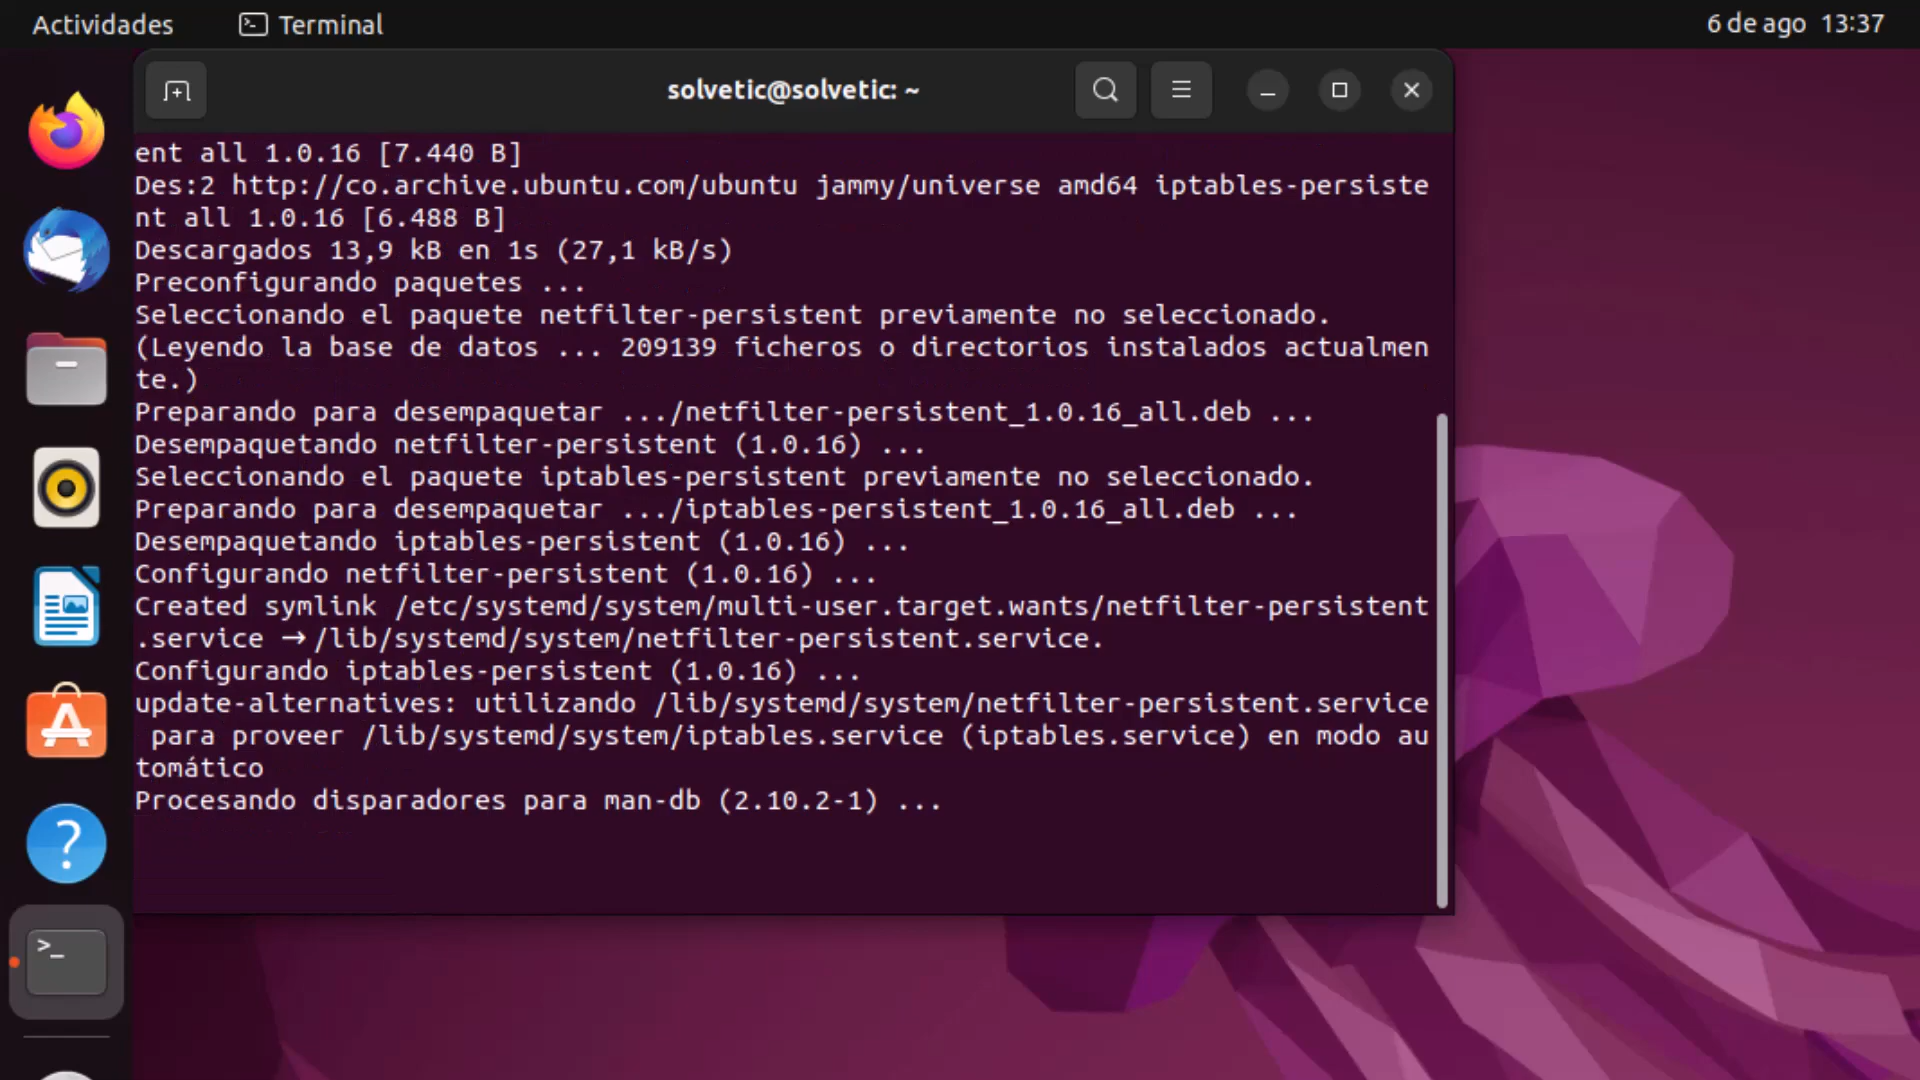 Actividades
Terminal
6 de ago 13:37
solvetic@solvetic: ~
ent all 1.0.16 [7.440 B]
Des:2 http://co.archive.ubuntu.com/ubuntu jammy/universe amd64 iptables-persiste
nt all 1.0.16 [6.488 B]
Descargados 13,9 kB en 1s (27,1 kB/s)
Preconfigurando paquetes ...
Seleccionando el paquete netfilter-persistent previamente no seleccionado.
(Leyendo la base de datos ... 209139 ficheros o directorios instalados actualmen
te.)
Preparando para desempaquetar .../netfilter-persistent_1.0.16_all.deb ...
Desempaquetando netfilter-persistent (1.0.16) ...
Seleccionando el paquete iptables-persistent previamente no seleccionado.
Preparando para desempaquetar .../iptables-persistent_1.0.16_all.deb ...
Desempaquetando iptables-persistent (1.0.16) ...
Configurando netfilter-persistent (1.0.16) ...
Created symlink /etc/systemd/system/multi-user.target.wants/netfilter-persistent
.service → /lib/systemd/system/netfilter-persistent.service.
Configurando iptables-persistent (1.0.16) ...
update-alternatives: utilizando /lib/systemd/system/netfilter-persistent.service
para proveer /lib/systemd/system/iptables.service (iptables.service) en modo au
tomático
Procesando disparadores para man-db (2.10.2-1) ...